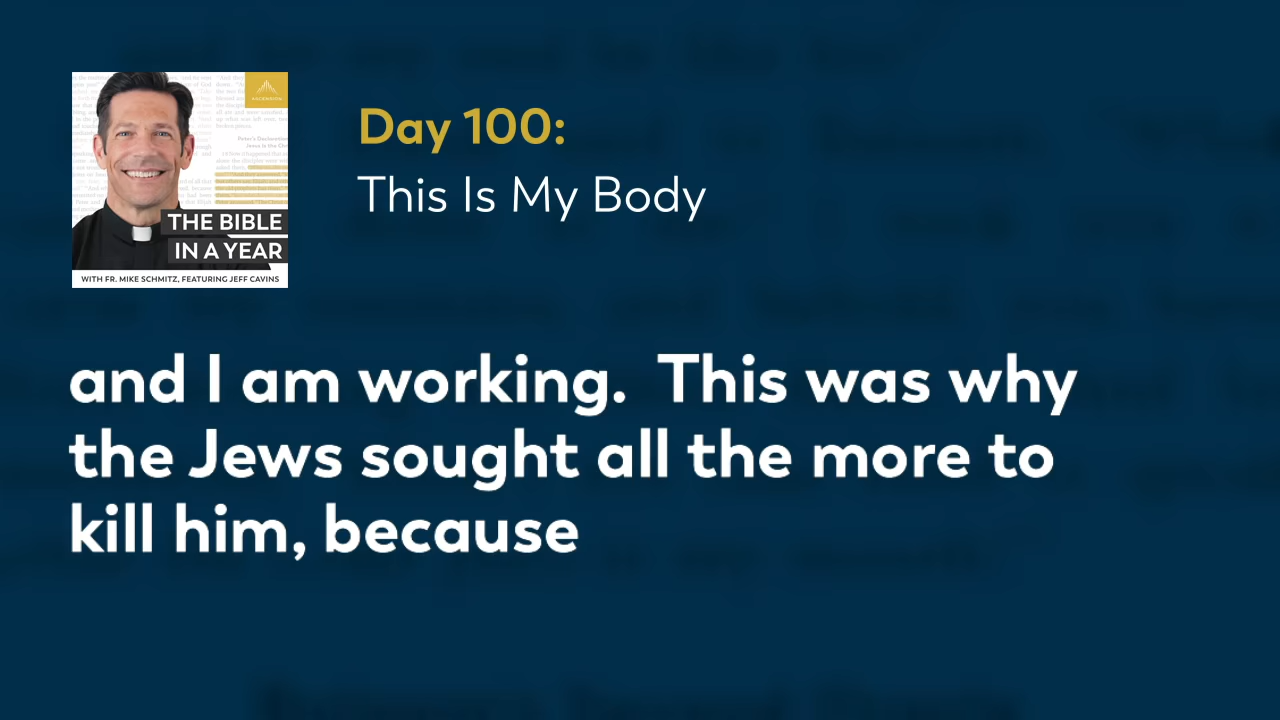 ASCENSION
THE BIBLE
IN A YEAR
WITH FR. MIKE SCHMITZ, FEATURING JEFF CAVINS
Day 100:
This Is My Body
and I am working. This was why
the Jews sought all the more to
kill him, because